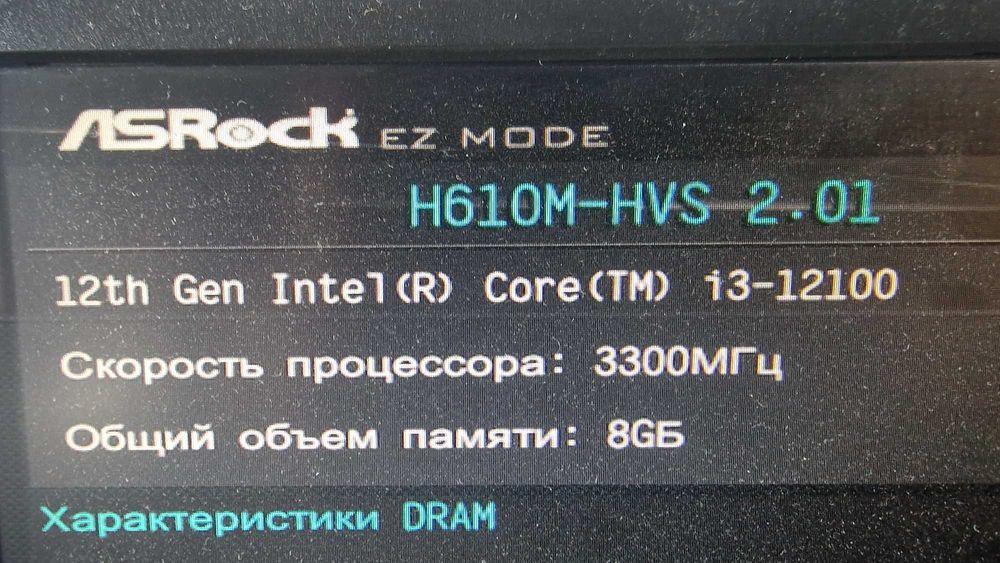 ASRock EZ MODE
H610M-HVS 2.01
12th Gen Intel(R) Core(TM) i3-12100
Скорость процессора: 3300МГц
Общий объем памяти: 8GБ
Характеристики DRAM